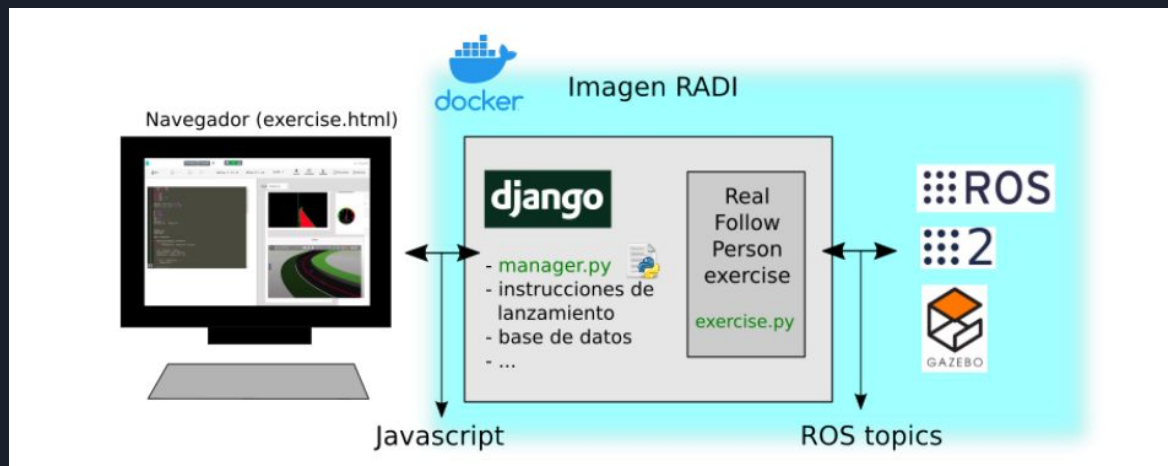 docker
Imagen RADI
Navegador (exercise.html)
django
- manager.py
- instrucciones de
lanzamiento
- base de datos
- ...
Real
Follow
Person
exercise
exercise.py
ROS
2
GAZEBO
Javascript
ROS topics